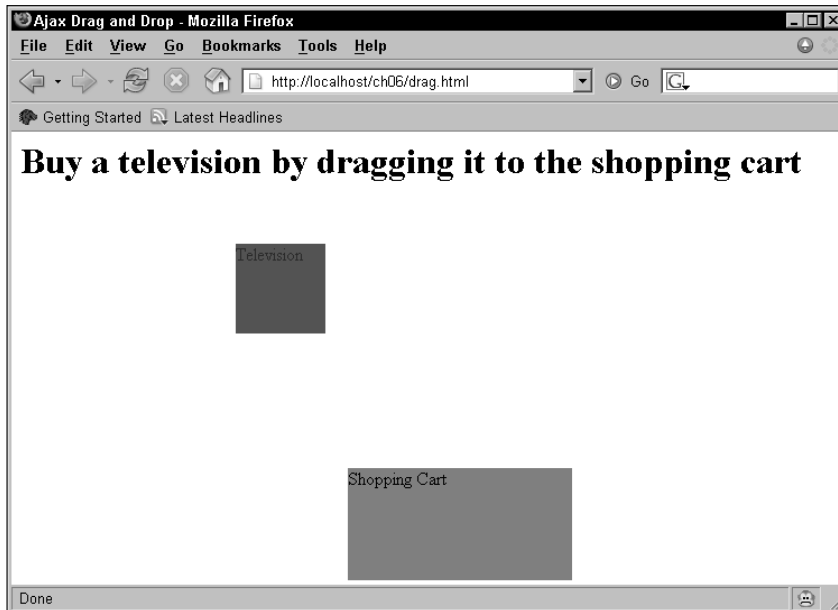 Ajax Drag and Drop - Mozilla Firefox
File Edit View Go Bookmarks Tools Help
http://localhost/ch06/drag.html Go G
Getting Started Latest Headlines
Buy a television by dragging it to the shopping cart
Television
Shopping Cart
Done